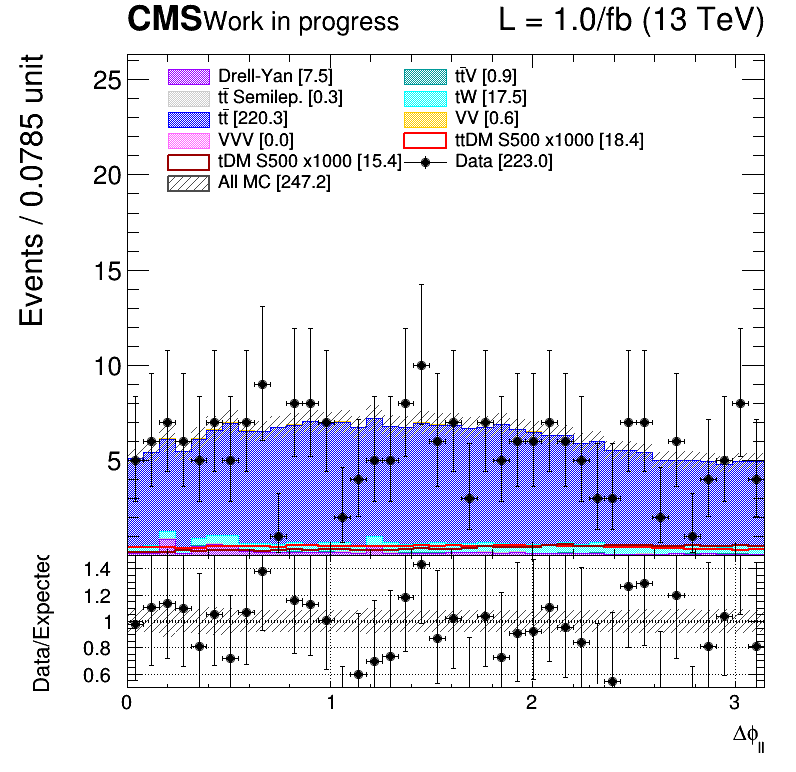 CMS Work in progress L = 1.0/fb (13 TeV)
Events / 0.0785 unit
25
20
15
10
5
Drell-Yan [7.5] tt̄V [0.9]
tt̄ Semilep. [0.3] tW [17.5]
tt̄ [220.3] VV [0.6]
VVV [0.0] ttDM S500 x1000 [18.4]
tDM S500 x1000 [15.4] Data [223.0]
All MC [247.2]
Data/Expected
1.4
1.2
1
0.8
0.6
0 1 2 3
Δϕ_ll